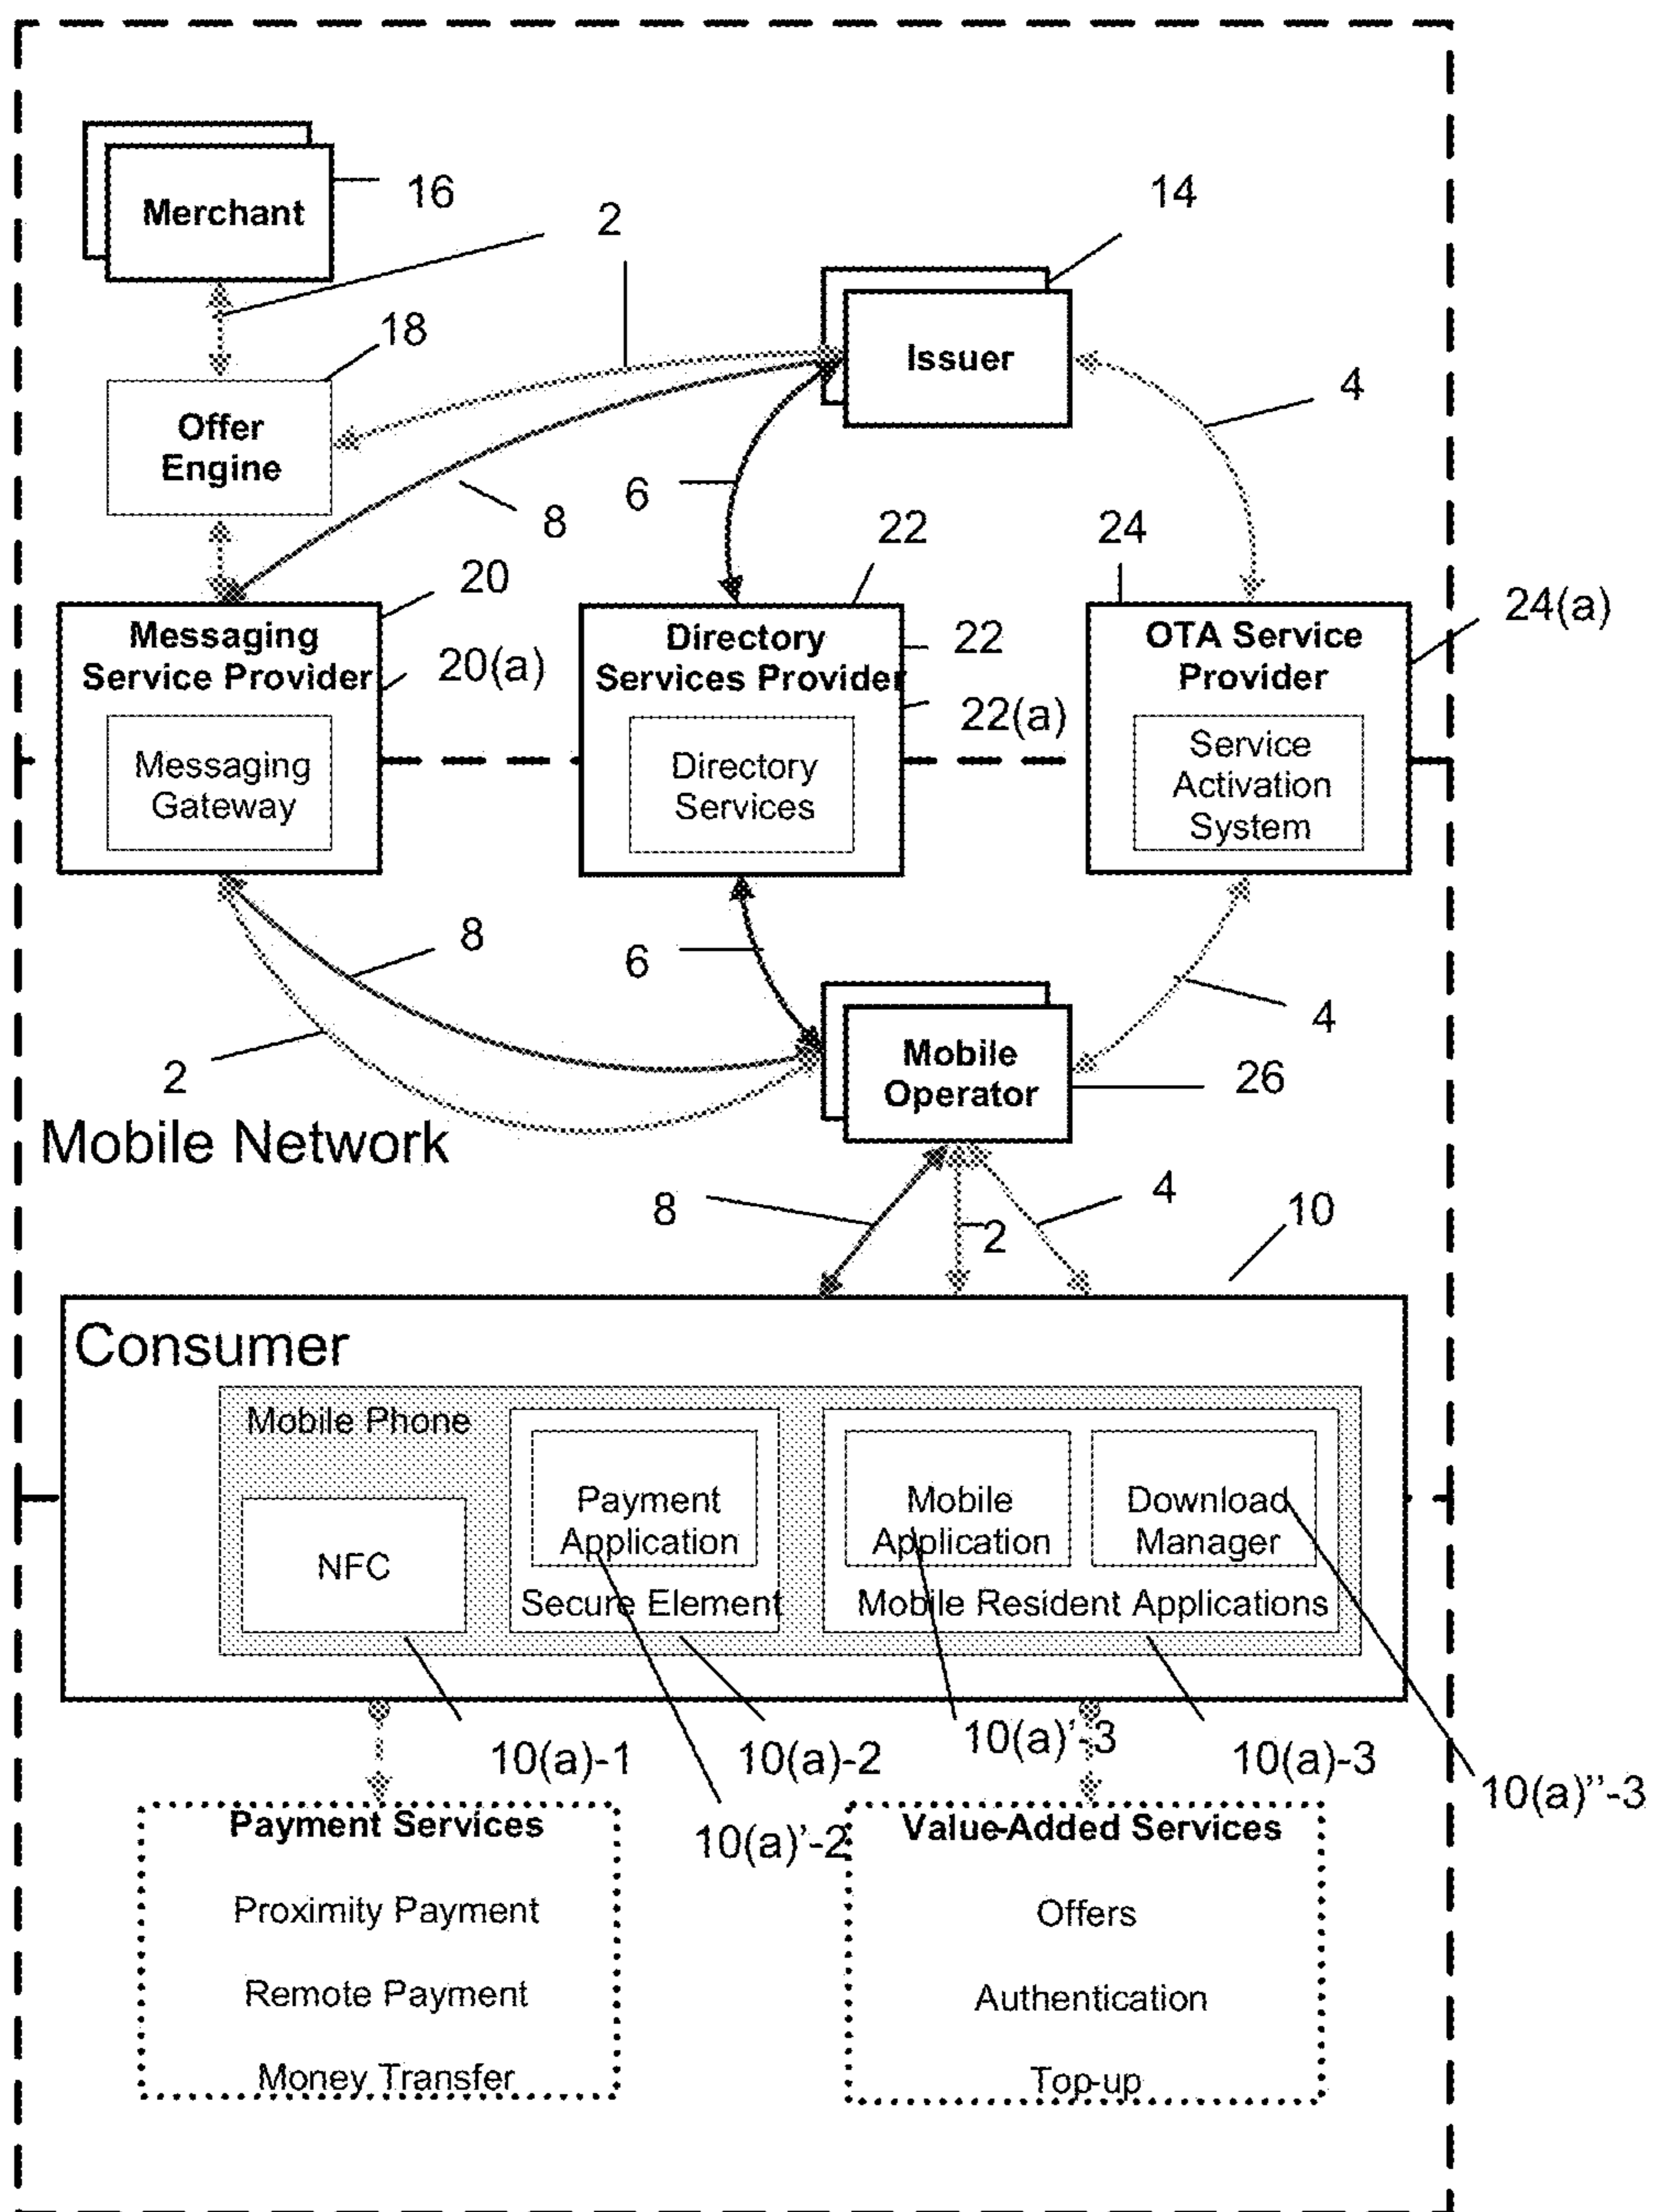 16
Merchant
2
14
18
Issuer
4
Offer
Engine
8
6
22
24
20
24(a)
Messaging
Service Provider
20(a)
Directory
Services Provider
22
22(a)
OTA Service
Provider
Messaging
Gateway
Directory
Services
Service
Activation
System
8
6
4
2
Mobile
Operator
26
Mobile Network
8
2
4
10
Consumer
Mobile Phone
NFC
Payment
Application
Secure Element
Mobile
Application
Download
Manager
Mobile Resident Applications
10(a)-1
10(a)-2
10(a)'-3
10(a)-3
10(a)''-3
10(a)'-2
Payment Services
Proximity Payment
Remote Payment
Money Transfer
Value-Added Services
Offers
Authentication
Top-up